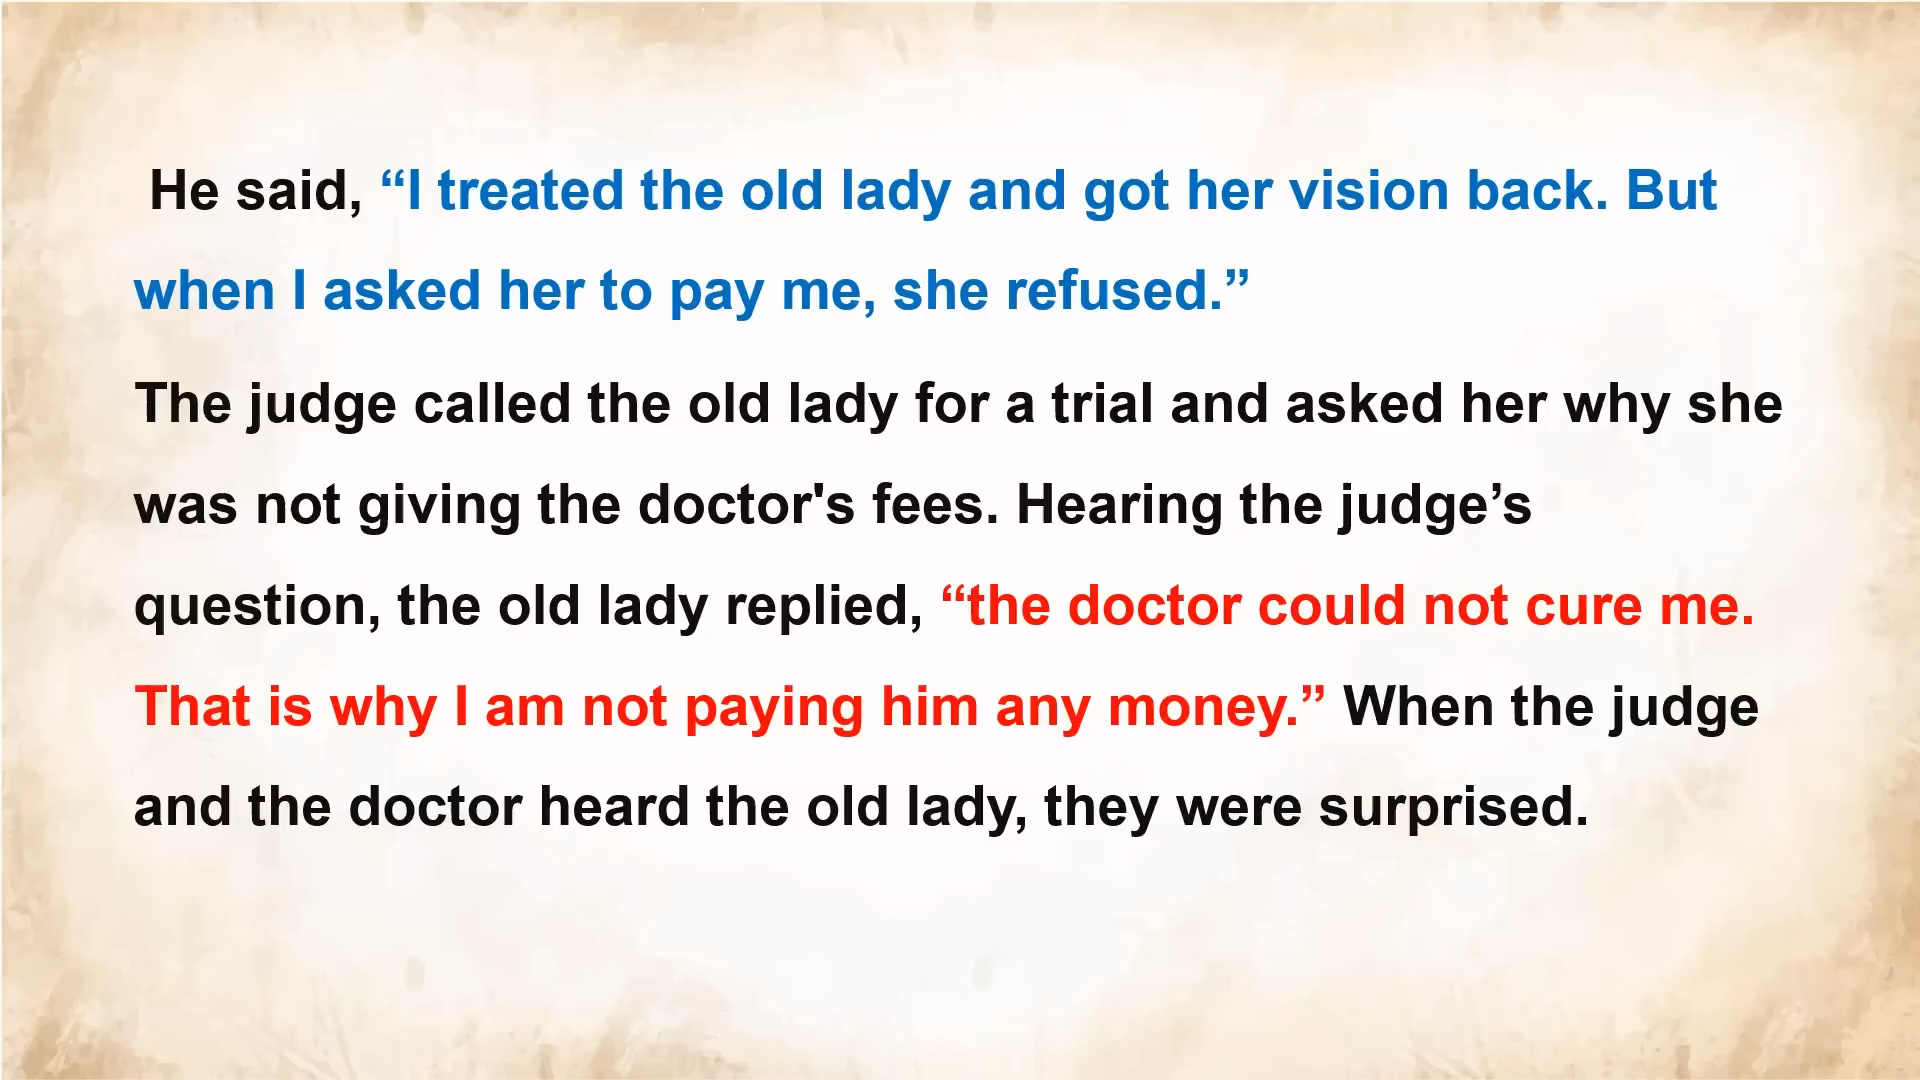 He said, “I treated the old lady and got her vision back. But
when I asked her to pay me, she refused.”
The judge called the old lady for a trial and asked her why she
was not giving the doctor's fees. Hearing the judge’s
question, the old lady replied, “the doctor could not cure me.
That is why I am not paying him any money.” When the judge
and the doctor heard the old lady, they were surprised.